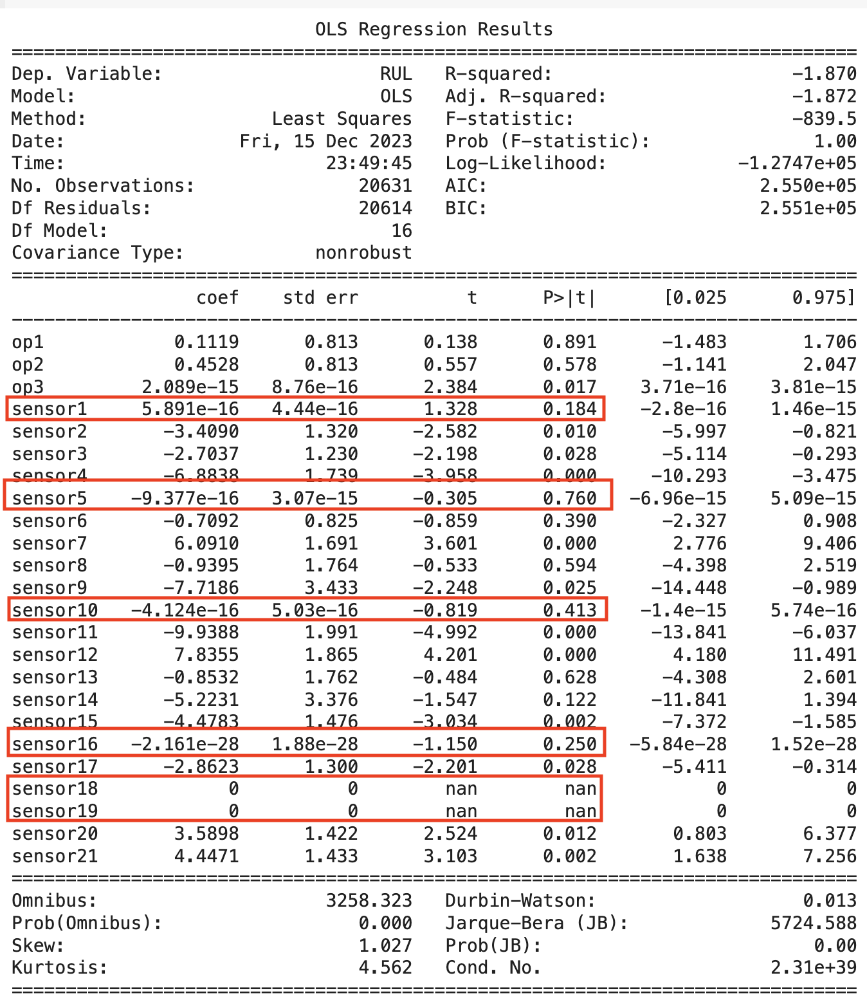 OLS Regression Results
==============================================================================
Dep. Variable:                    RUL   R-squared:                      -1.870
Model:                            OLS   Adj. R-squared:                 -1.872
Method:                 Least Squares   F-statistic:                    -839.5
Date:                Fri, 15 Dec 2023   Prob (F-statistic):               1.00
Time:                        23:49:45   Log-Likelihood:            -1.2747e+05
No. Observations:               20631   AIC:                         2.550e+05
Df Residuals:                   20614   BIC:                         2.551e+05
Df Model:                          16
Covariance Type:            nonrobust
==============================================================================
coef    std err          t      P>|t|      [0.025      0.975]
------------------------------------------------------------------------------
op1            0.1119      0.813      0.138      0.891      -1.483       1.706
op2            0.4528      0.813      0.557      0.578      -1.141       2.047
op3         2.089e-15   8.76e-16      2.384      0.017    3.71e-16    3.81e-15
sensor1     5.891e-16   4.44e-16      1.328      0.184    -2.8e-16    1.46e-15
sensor2       -3.4090      1.320     -2.582      0.010      -5.997      -0.821
sensor3       -2.7037      1.230     -2.198      0.028      -5.114      -0.293
sensor4       -6.8838      1.739     -3.958      0.000     -10.293      -3.475
sensor5    -9.377e-16   3.07e-15     -0.305      0.760   -6.96e-15    5.09e-15
sensor6       -0.7092      0.825     -0.859      0.390      -2.327       0.908
sensor7        6.0910      1.691      3.601      0.000       2.776       9.406
sensor8       -0.9395      1.764     -0.533      0.594      -4.398       2.519
sensor9       -7.7186      3.433     -2.248      0.025     -14.448      -0.989
sensor10   -4.124e-16   5.03e-16     -0.819      0.413    -1.4e-15    5.74e-16
sensor11      -9.9388      1.991     -4.992      0.000     -13.841      -6.037
sensor12       7.8355      1.865      4.201      0.000       4.180      11.491
sensor13      -0.8532      1.762     -0.484      0.628      -4.308       2.601
sensor14      -5.2231      3.376     -1.547      0.122     -11.841       1.394
sensor15      -4.4783      1.476     -3.034      0.002      -7.372      -1.585
sensor16   -2.161e-28   1.88e-28     -1.150      0.250   -5.84e-28    1.52e-28
sensor17      -2.8623      1.300     -2.201      0.028      -5.411      -0.314
sensor18            0          0        nan        nan           0           0
sensor19            0          0        nan        nan           0           0
sensor20       3.5898      1.422      2.524      0.012       0.803       6.377
sensor21       4.4471      1.433      3.103      0.002       1.638       7.256
==============================================================================
Omnibus:                     3258.323   Durbin-Watson:                   0.013
Prob(Omnibus):                  0.000   Jarque-Bera (JB):             5724.588
Skew:                           1.027   Prob(JB):                         0.00
Kurtosis:                       4.562   Cond. No.                     2.31e+39
==============================================================================